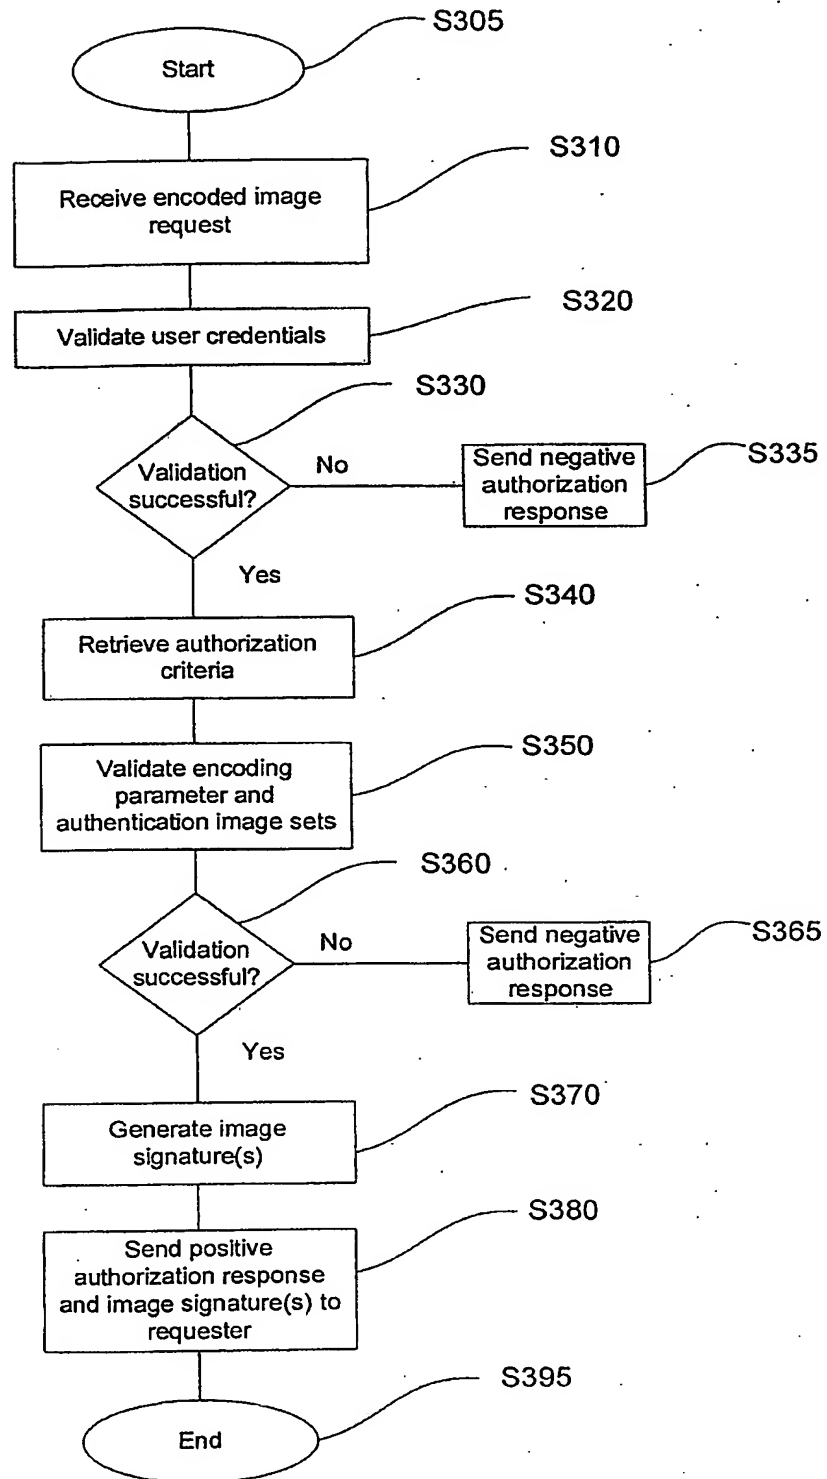 S305
Start
S310
Receive encoded image
request
S320
Validate user credentials
S330
Validation
successful?
No
Send negative
authorization
response
S335
Yes
S340
Retrieve authorization
criteria
S350
Validate encoding
parameter and
authentication image sets
S360
Validation
successful?
No
Send negative
authorization
response
S365
Yes
S370
Generate image
signature(s)
S380
Send positive
authorization response
and image signature(s) to
requester
S395
End